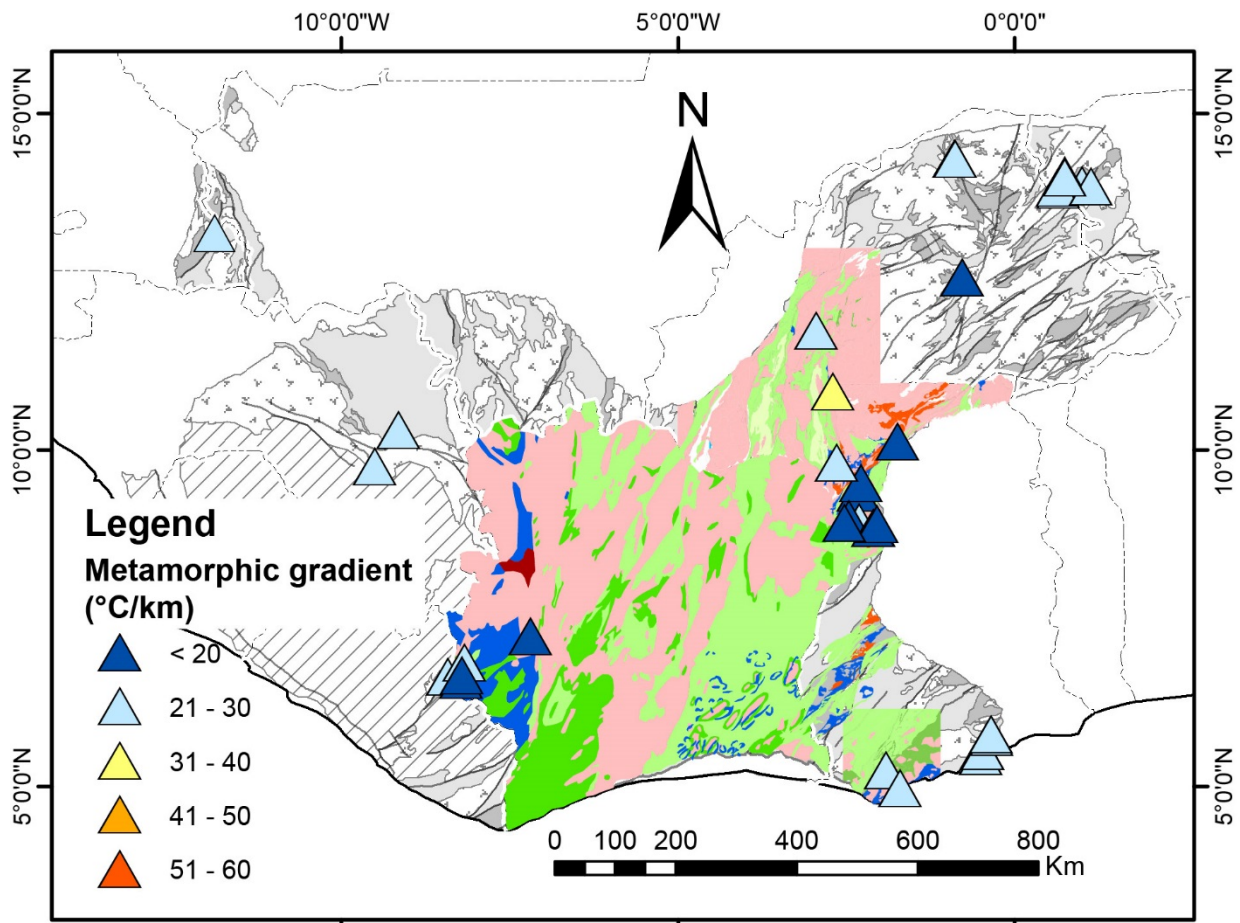 10°0'0"W 5°0'0"W 0°0'0"
15°0'0"N 15°0'0"N
N
10°0'0"N 10°0'0"N
Legend
Metamorphic gradient
(°C/km)
< 20
21 - 30
31 - 40
41 - 50
51 - 60
5°0'0"N 5°0'0"N
0 100 200 400 600 800
Km